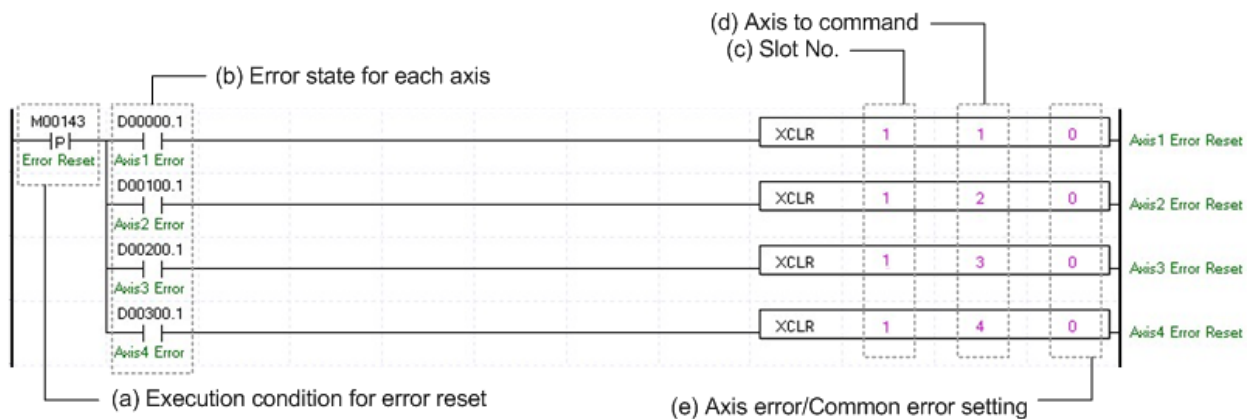 (d) Axis to command
(c) Slot No.
(b) Error state for each axis
M00143 D00000.1
P XCLR 1 1 0
Error Reset Axis1 Error Axis1 Error Reset
D00100.1
XCLR 1 2 0 Axis2 Error Reset
Axis2 Error
D00200.1
XCLR 1 3 0 Axis3 Error Reset
Axis3 Error
D00300.1
XCLR 1 4 0 Axis4 Error Reset
Axis4 Error
(a) Execution condition for error reset
(e) Axis error/Common error setting